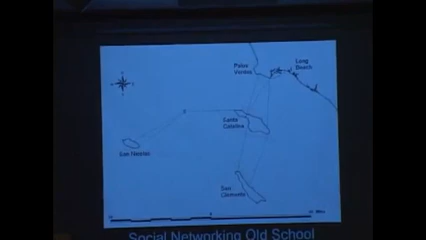 Palos
Verdes
Long
Beach
Santa
Catalina
San Nicolas
San
Clemente
Social Networking Old School